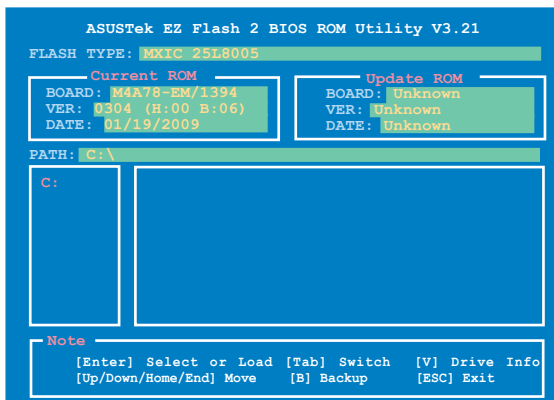 ASUSTek EZ Flash 2 BIOS ROM Utility V3.21
FLASH TYPE: MXIC 25L8005
Current ROM
BOARD: M4A78-EM/1394
VER: 0304 (H:00 B:06)
DATE: 01/19/2009
Update ROM
BOARD: Unknown
VER: Unknown
DATE: Unknown
PATH: C:\
C:
Note
[Enter] Select or Load [Tab] Switch [V] Drive Info
[Up/Down/Home/End] Move [B] Backup [ESC] Exit